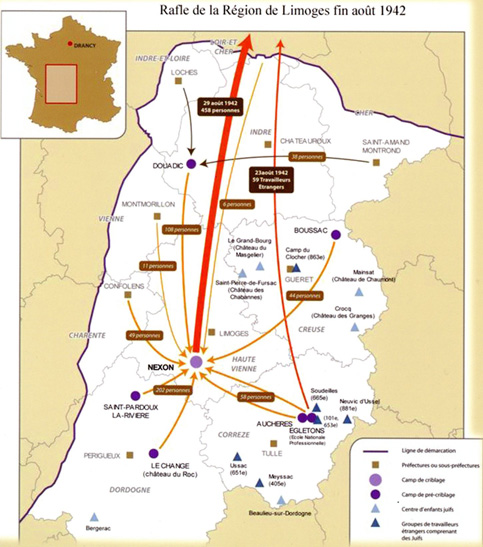 Rafle de la Région de Limoges fin août 1942
DRANCY
LOIR-ET
CHER
INDRE-ET-LOIRE
LOCHES
29 août 1942
458 personnes
INDRE
CHATEAUROUX
CHER
SAINT-AMAND
MONTROND
38 personnes
DOUADIC
23août 1942
59 Travailleurs
Etrangers
6 personnes
MONTMORILLON
VIENNE
108 personnes
BOUSSAC
Le Grand-Bourg
(Château du
Masgelier)
Camp du
Clocher (863e)
GUERET
Saint-Pierre-de-Fursac
(Château des
Chabannes)
Mainsat
(Château de Chaumont)
11 personnes
CONFOLENS
44 personnes
Crocq
(Château des Granges)
CREUSE
LIMOGES
CHARENTE
49 personnes
NEXON
HAUTE
VIENNE
202 personnes
58 personnes
SAINT-PARDOUX
LA-RIVIERE
Soudeilles
(665e)
Neuvic d'Ussel
(881e)
(101e,
653e)
AUCHERES
EGLETONS
(Ecole Nationale
Professionnelle)
CORREZE
TULLE
PERIGUEUX
LE CHANGE
(château du Roc)
Ussac
(651e)
Meyssac
(405e)
DORDOGNE
Beaulieu-sur-Dordogne
Bergerac
Ligne de démarcation
Préfectures ou sous-préfectures
Camp de criblage
Camp de pré-criblage
Centre d'enfants juifs
Groupes de travailleurs
étrangers comprenant
des Juifs